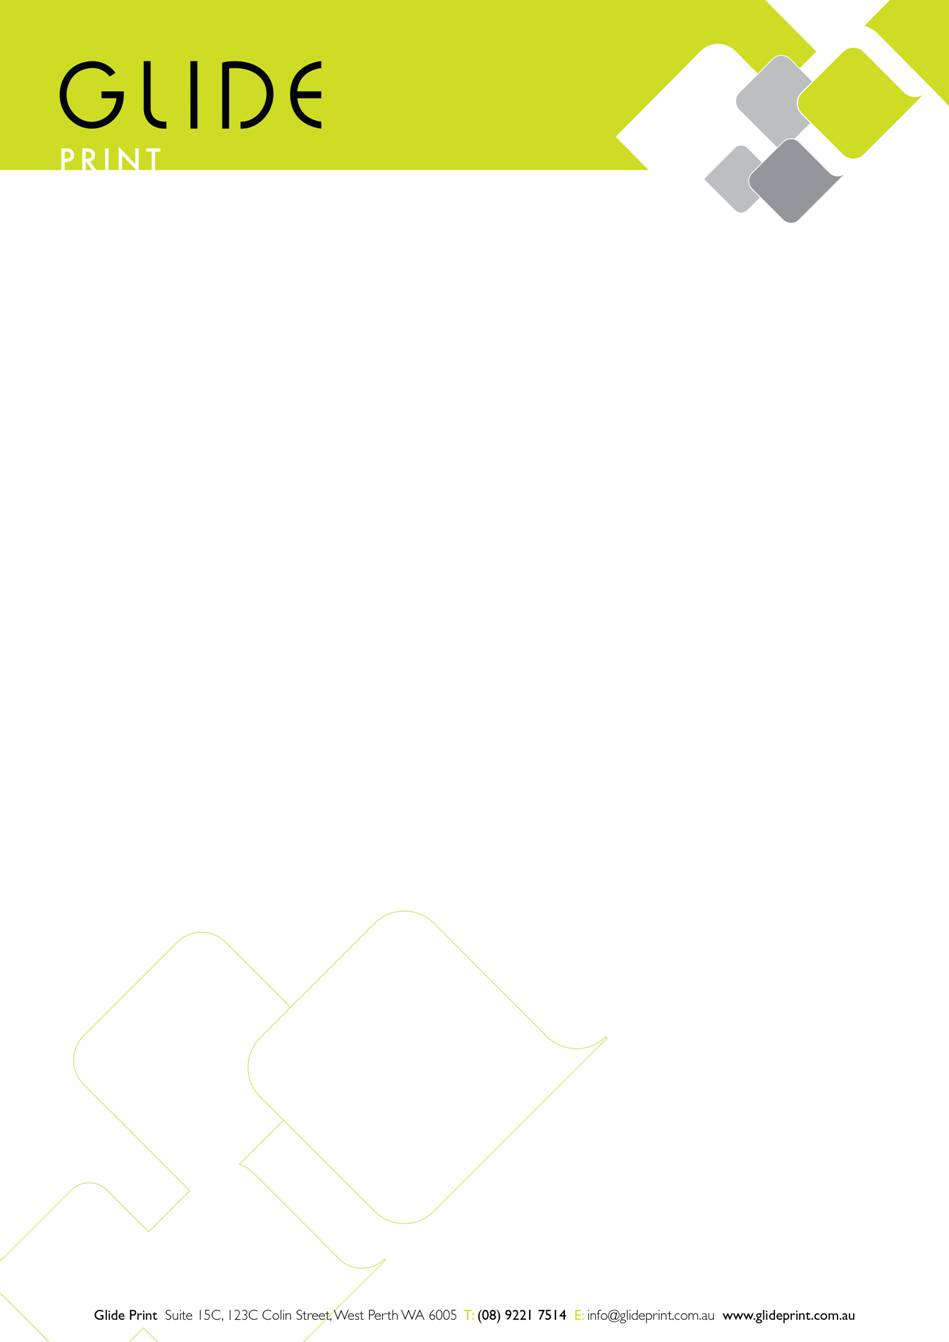 GLIDE
PRINT
Glide Print Suite 15C, 123C Colin Street, West Perth WA 6005 T: (08) 9221 7514 E: info@glideprint.com.au www.glideprint.com.au